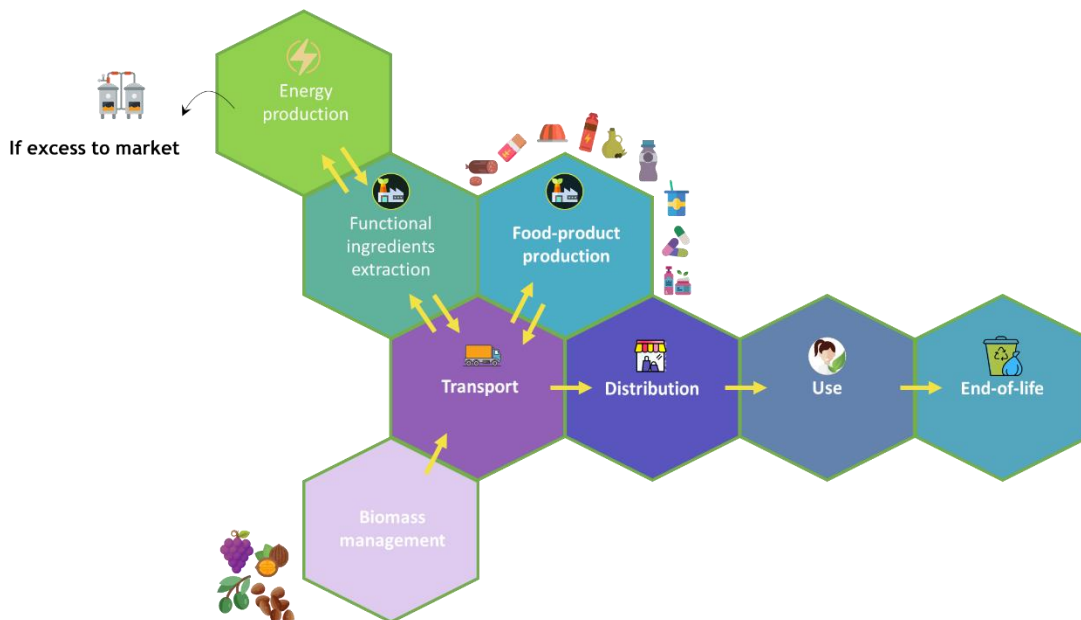 Energy
production
If excess to market
Functional
ingredients
extraction
Food-product
production
Transport
Distribution
Use
End-of-life
Biomass
management